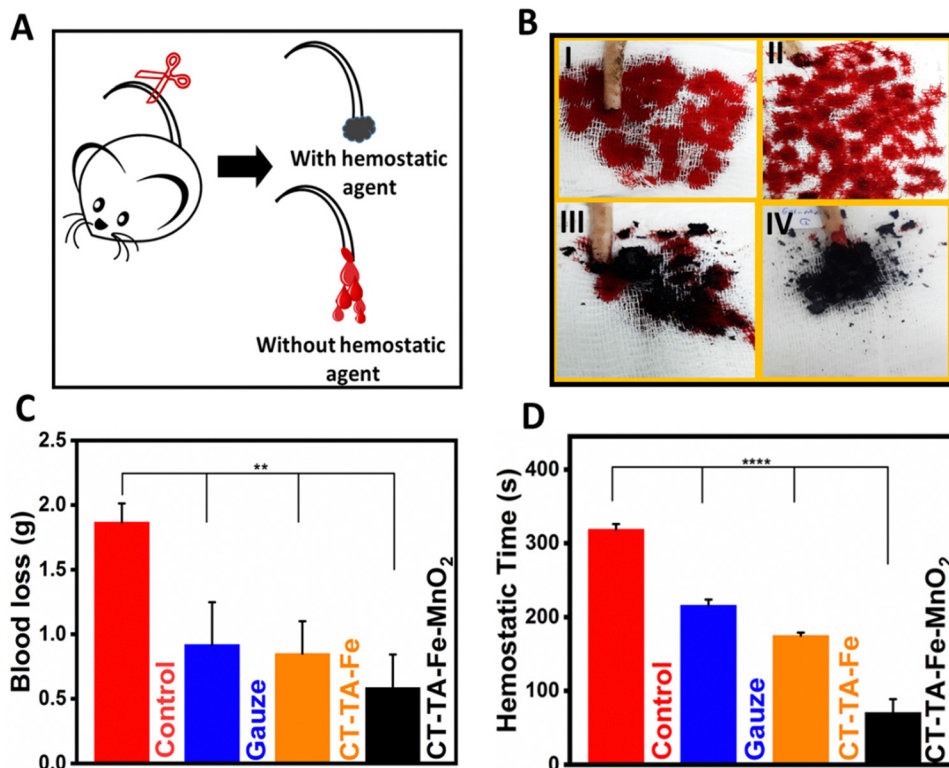 A
With hemostatic
agent
Without hemostatic
agent
B
I
II
III
IV
C
Blood loss (g)
2.5
2.0
1.5
1.0
0.5
0.0
**
Control
Gauze
CT-TA-Fe
CT-TA-Fe-MnO₂
D
Hemostatic Time (s)
400
300
200
100
0
****
Control
Gauze
CT-TA-Fe
CT-TA-Fe-MnO₂